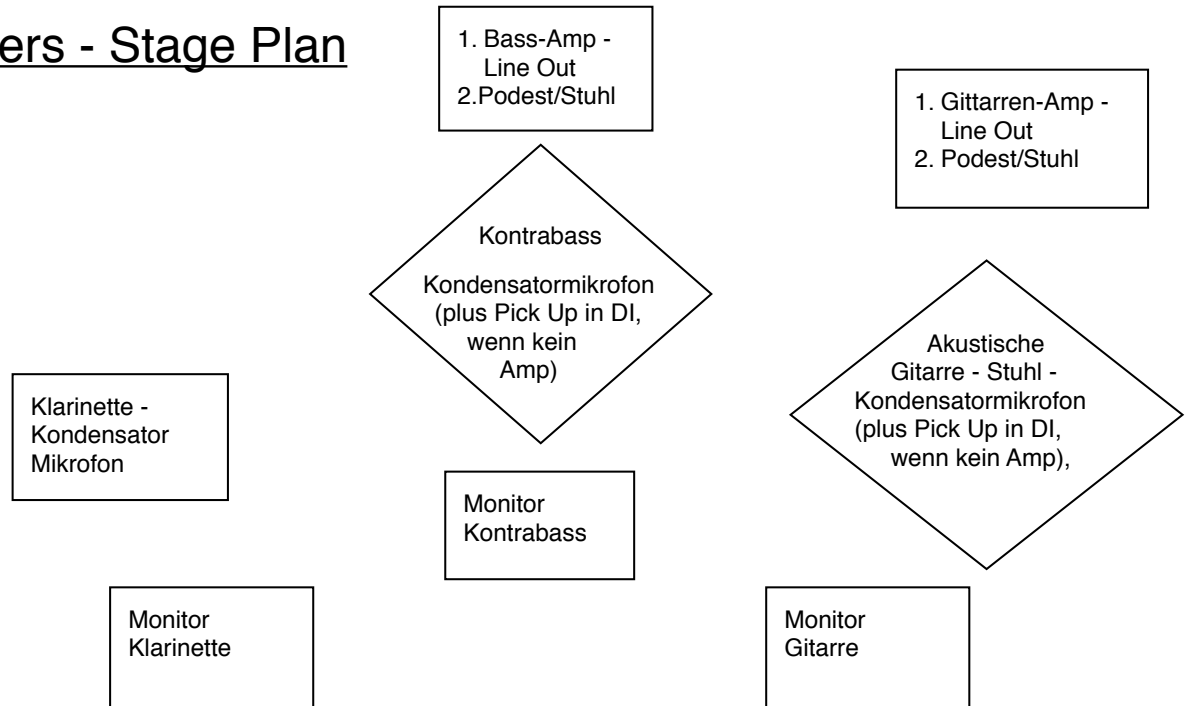 ers - Stage Plan
1. Bass-Amp -
Line Out
2.Podest/Stuhl
1. Gittarren-Amp -
Line Out
2. Podest/Stuhl
Kontrabass
Kondensatormikrofon
(plus Pick Up in DI,
wenn kein
Amp)
Akustische
Gitarre - Stuhl -
Kondensatormikrofon
(plus Pick Up in DI,
wenn kein Amp),
Klarinette -
Kondensator
Mikrofon
Monitor
Kontrabass
Monitor
Klarinette
Monitor
Gitarre